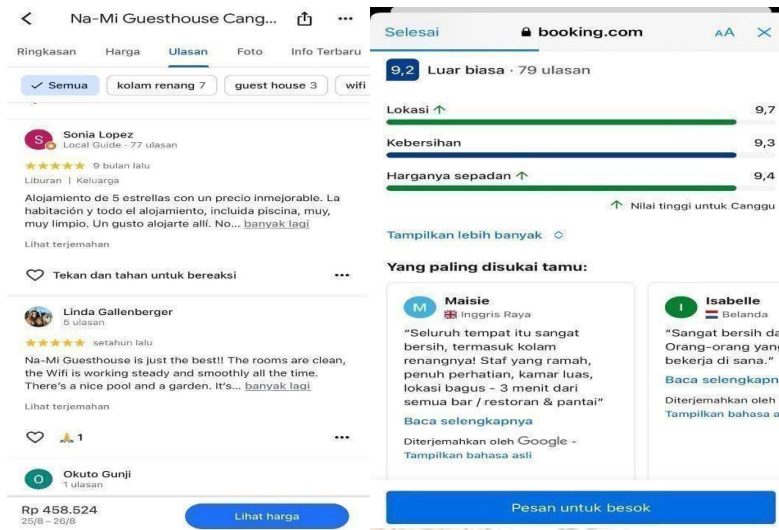 Na-Mi Guesthouse Cang...
Ringkasan Harga Ulasan Foto Info Terbaru
Semua kolam renang 7 guest house 3 wifi
S
Sonia Lopez
Local Guide · 77 ulasan
9 bulan lalu
Liburan | Keluarga
Alojamiento de 5 estrellas con un precio inmejorable. La
habitación y todo el alojamiento, incluida piscina, muy,
muy limpio. Un gusto alojarte allí. No... banyak lagi
Lihat terjemahan
Tekan dan tahan untuk bereaksi
Linda Gallenberger
5 ulasan
setahun lalu
Na-Mi Guesthouse is just the best!! The rooms are clean,
the Wifi is working steady and smoothly all the time.
There's a nice pool and a garden. It's... banyak lagi
Lihat terjemahan
🙏 1
O
Okuto Gunji
1 ulasan
Rp 458.524
25/8 – 26/8
Lihat harga
Selesai booking.com AA
9,2 Luar biasa · 79 ulasan
Lokasi ↑ 9,7
Kebersihan 9,3
Harganya sepadan ↑ 9,4
↑ Nilai tinggi untuk Canggu
Tampilkan lebih banyak
Yang paling disukai tamu:
M
Maisie
Inggris Raya
"Seluruh tempat itu sangat
bersih, termasuk kolam
renangnya! Staf yang ramah,
penuh perhatian, kamar luas,
lokasi bagus - 3 menit dari
semua bar / restoran & pantai"
Baca selengkapnya
Diterjemahkan oleh Google -
Tampilkan bahasa asli
I
Isabelle
Belanda
"Sangat bersih da
Orang-orang yang
bekerja di sana."
Baca selengkapn
Diterjemahkan oleh
Tampilkan bahasa a
Pesan untuk besok